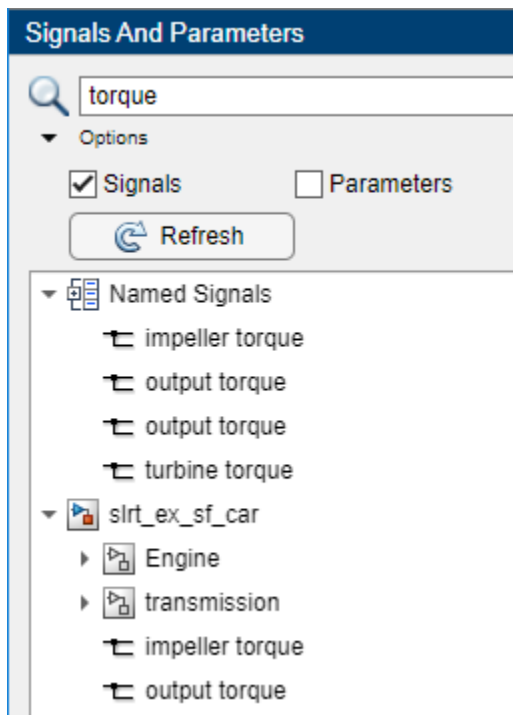 Signals And Parameters
torque
Options
Signals Parameters
Refresh
Named Signals
impeller torque
output torque
output torque
turbine torque
slrt_ex_sf_car
Engine
transmission
impeller torque
output torque